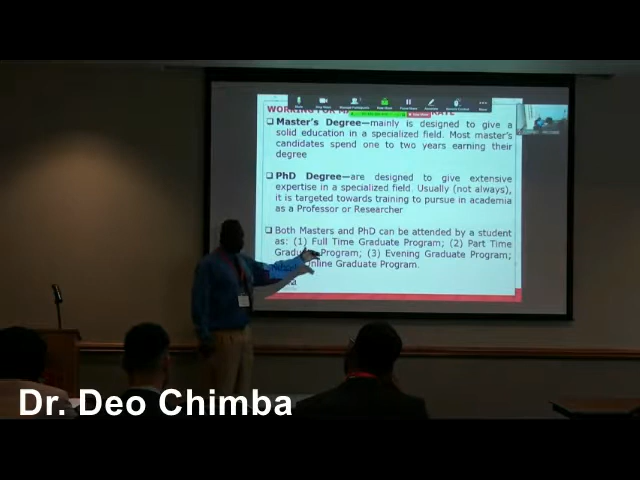 WORKING FOR MA
❑ Master's Degree—mainly is designed to give a
solid education in a specialized field. Most master's
candidates spend one to two years earning their
degree
❑ PhD Degree—are designed to give extensive
expertise in a specialized field. Usually (not always),
it is targeted towards training to pursue in academia
as a Professor or Researcher
❑ Both Masters and PhD can be attended by a student
as: (1) Full Time Graduate Program; (2) Part Time
Graduate Program; (3) Evening Graduate Program;
Online Graduate Program.
Dr. Deo Chimba